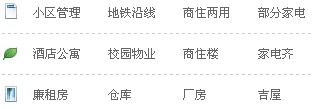 小区管理 地铁沿线 商住两用 部分家电
酒店公寓 校园物业 商住楼 家电齐
廉租房 仓库 厂房 吉屋